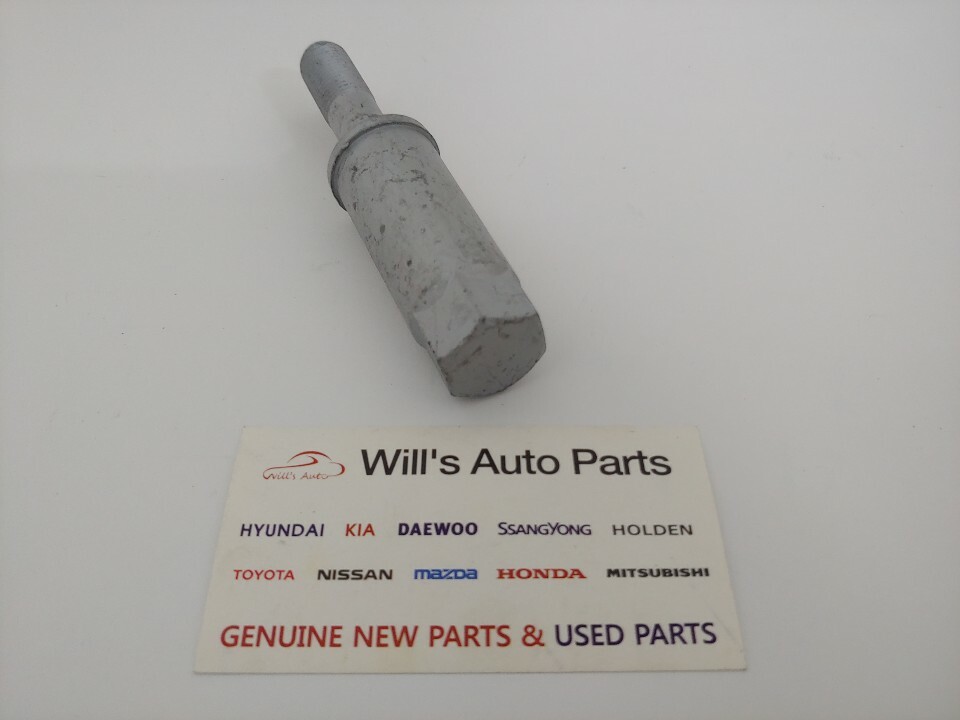 Will's Auto Will's Auto Parts
HYUNDAI KIA DAEWOO SSANGYONG HOLDEN
TOYOTA NISSAN mazda HONDA MITSUBISHI
GENUINE NEW PARTS & USED PARTS